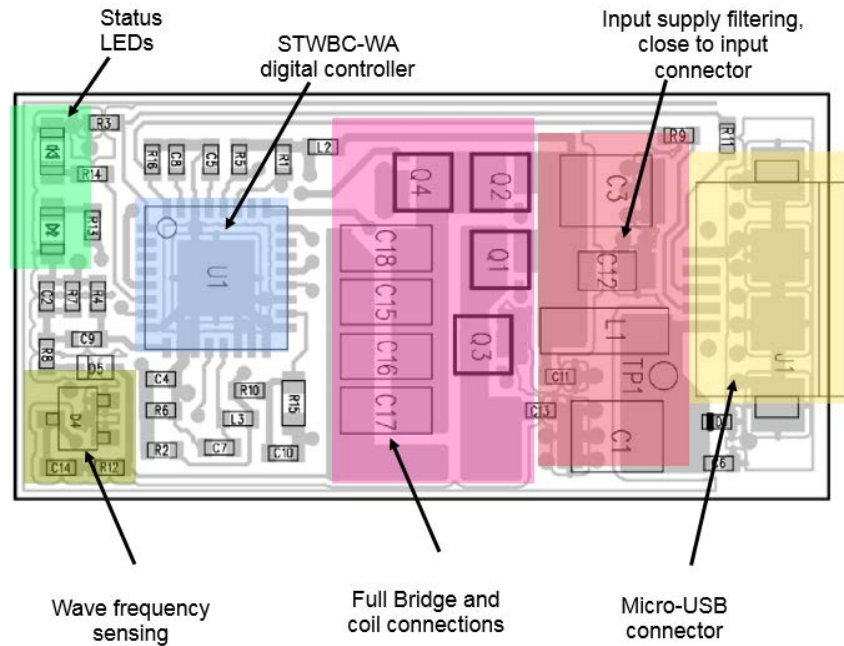 Status
LEDs
STWBC-WA
digital controller
Input supply filtering,
close to input
connector
R3
R16
C8
C5
R5
R1
L2
R9
R11
D3
R14
Q4
Q2
C3
D2
R13
U1
C18
Q1
C12
C2
R7
R4
C15
C9
R8
D5
Q3
L1
C16
TP1
J1
C4
R10
R15
C11
D4
R6
L3
C17
C13
C1
R2
C7
C10
C6
C14
R12
Wave frequency
sensing
Full Bridge and
coil connections
Micro-USB
connector